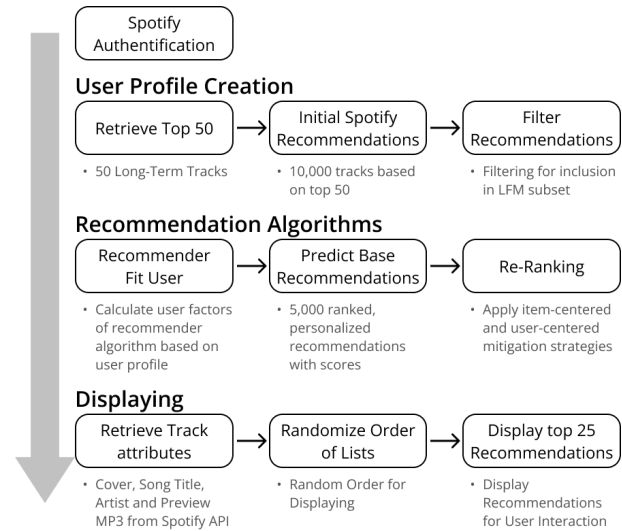 Spotify
Authentification
User Profile Creation
Retrieve Top 50
Initial Spotify
Recommendations
Filter
Recommendations
• 50 Long-Term Tracks
• 10,000 tracks based
on top 50
• Filtering for inclusion
in LFM subset
Recommendation Algorithms
Recommender
Fit User
Predict Base
Recommendations
Re-Ranking
• Calculate user factors
of recommender
algorithm based on
user profile
• 5,000 ranked,
personalized
recommendations
with scores
• Apply item-centered
and user-centered
mitigation strategies
Displaying
Retrieve Track
attributes
Randomize Order
of Lists
Display top 25
Recommendations
• Cover, Song Title,
Artist and Preview
MP3 from Spotify API
• Random Order for
Displaying
• Display
Recommendations
for User Interaction